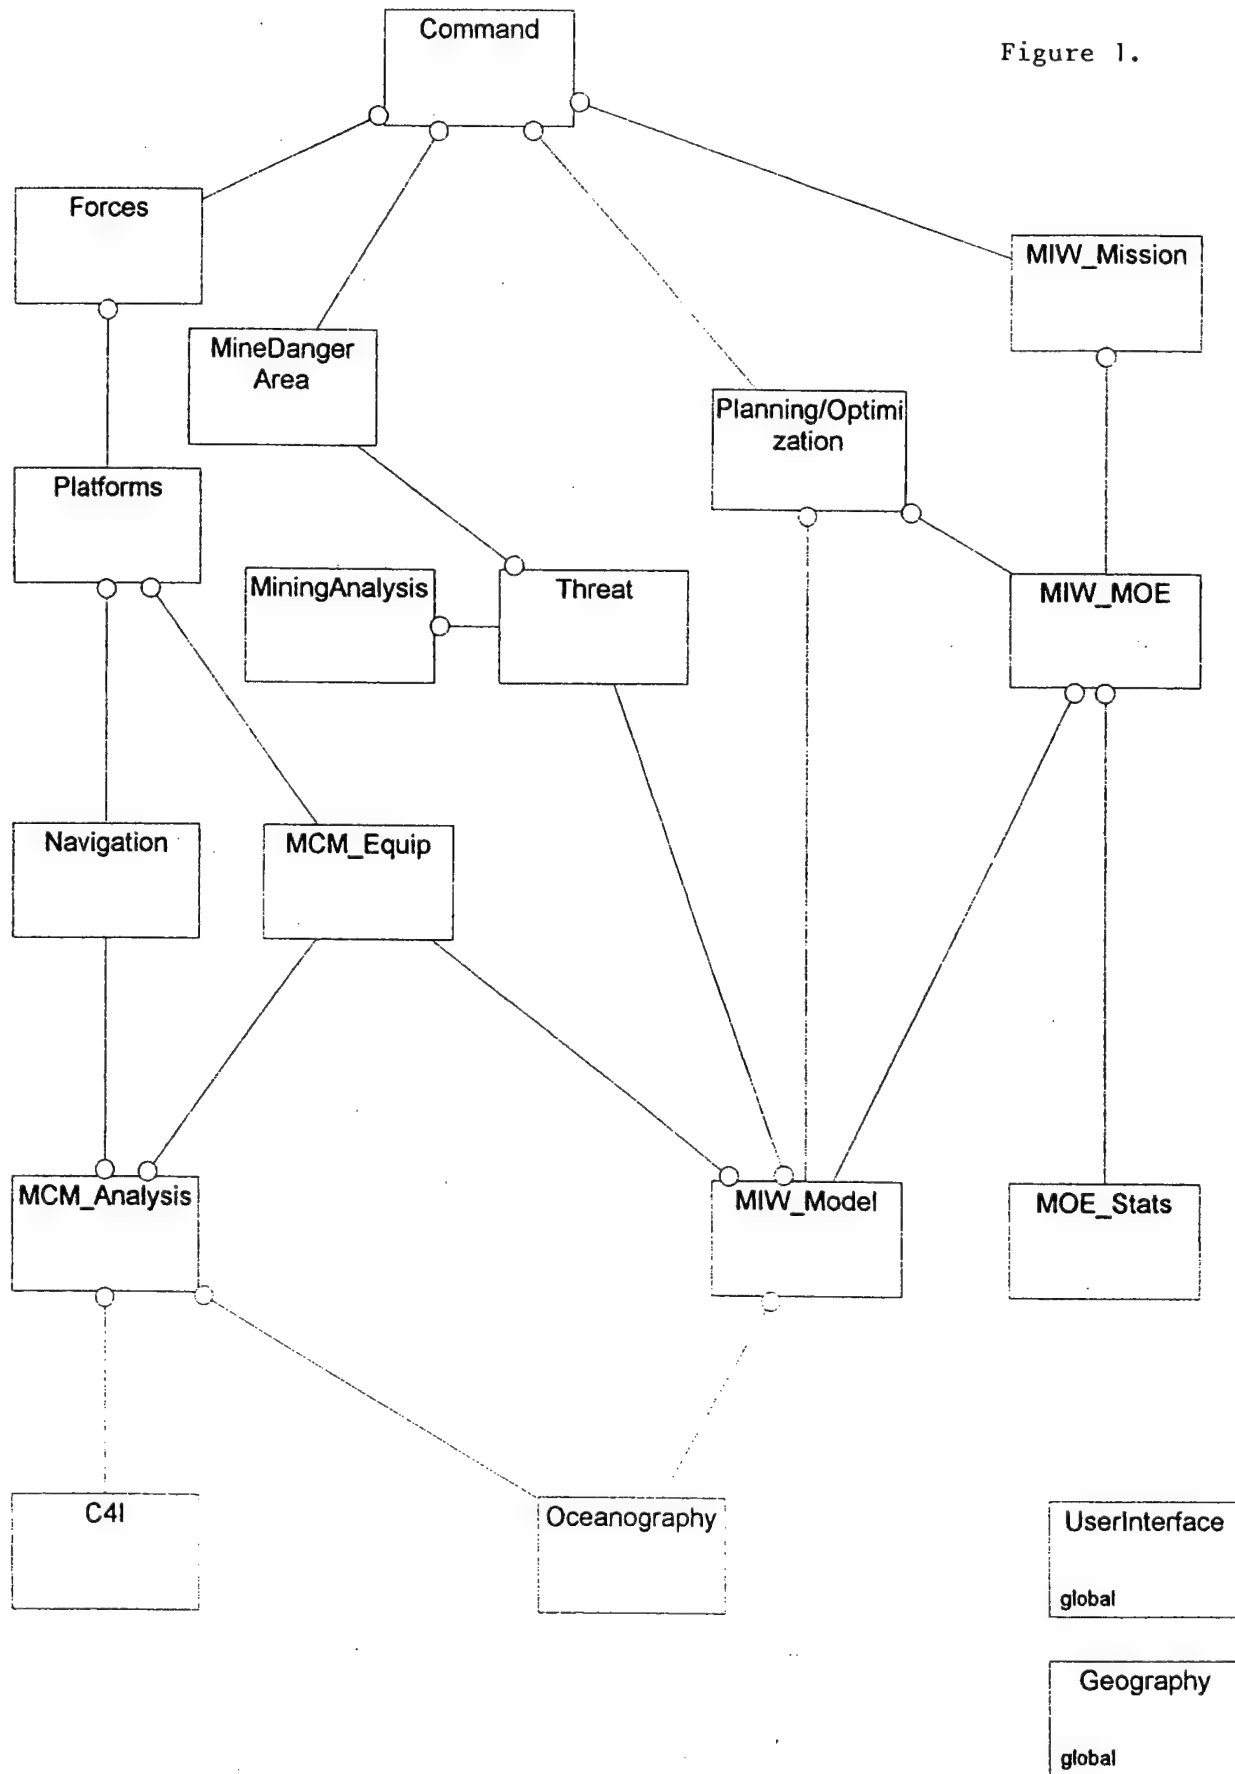 Command
Figure 1.
Forces
MIW_Mission
MineDanger
Area
Planning/Optimi
zation
Platforms
MiningAnalysis
Threat
MIW_MOE
Navigation
MCM_Equip
MCM_Analysis
MIW_Model
MOE_Stats
C4I
Oceanography
UserInterface
global
Geography
global